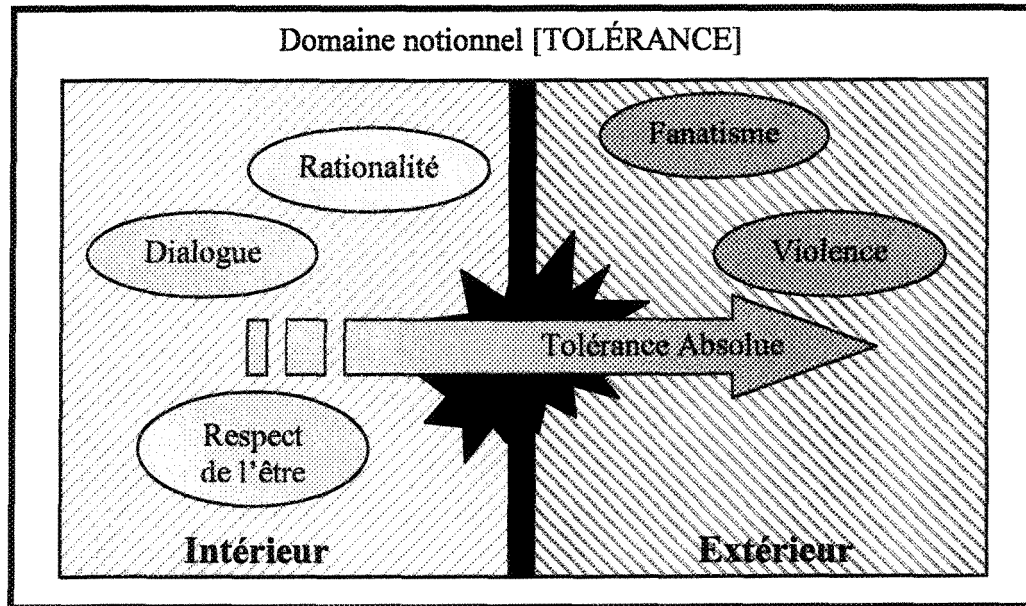 Domaine notionnel [TOLÉRANCE]
Rationalité
Dialogue
Respect
de l'être
Intérieur
Fanatisme
Violence
Tolérance Absolue
Extérieur